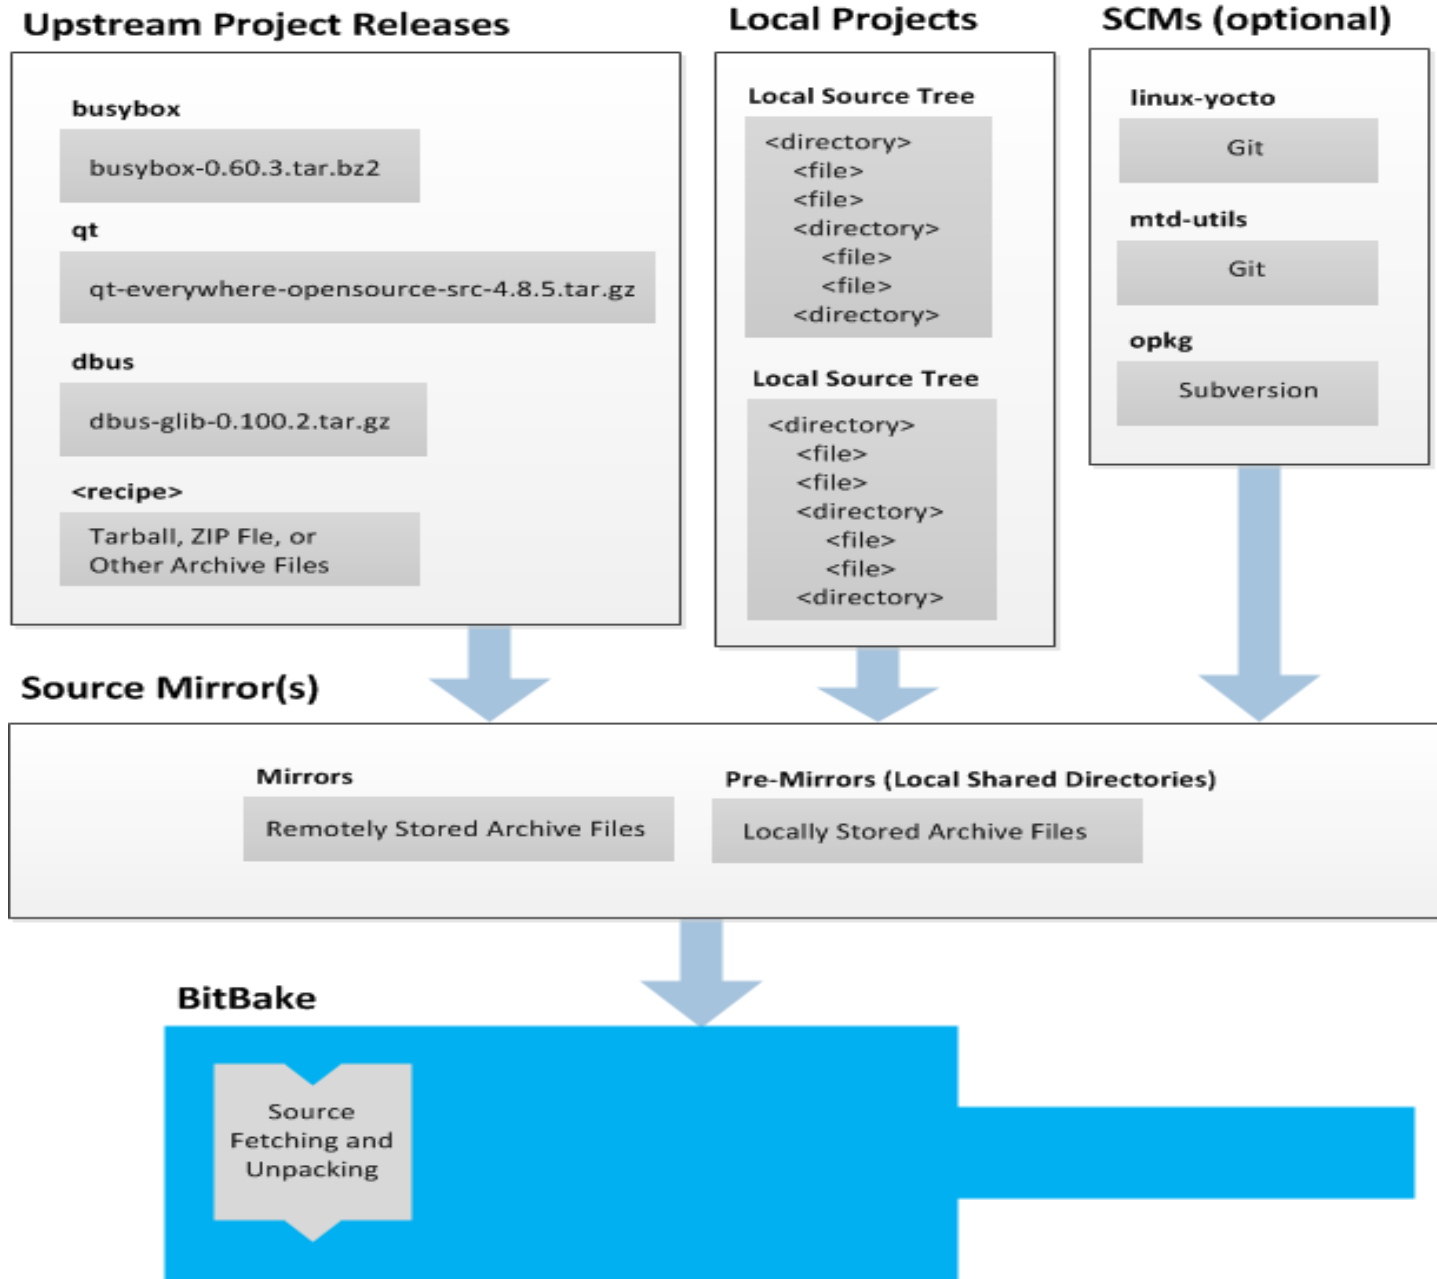 Upstream Project Releases
busybox
busybox-0.60.3.tar.bz2
qt
qt-everywhere-opensource-src-4.8.5.tar.gz
dbus
dbus-glib-0.100.2.tar.gz
<recipe>
Tarball, ZIP Fle, or
Other Archive Files
Local Projects
Local Source Tree
<directory>
<file>
<file>
<directory>
<file>
<file>
<directory>
Local Source Tree
<directory>
<file>
<file>
<directory>
<file>
<file>
<directory>
SCMs (optional)
linux-yocto
Git
mtd-utils
Git
opkg
Subversion
Source Mirror(s)
Mirrors
Remotely Stored Archive Files
Pre-Mirrors (Local Shared Directories)
Locally Stored Archive Files
BitBake
Source
Fetching and
Unpacking